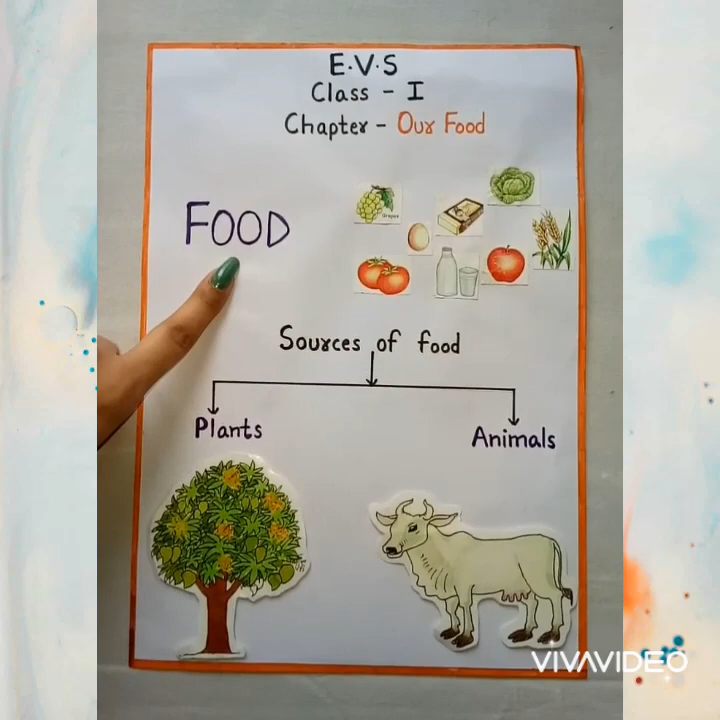 E.V.S
Class - I
Chapter - Our Food
FOOD
Grapes
Sources of food
Plants
Animals
VIVAVIDEO